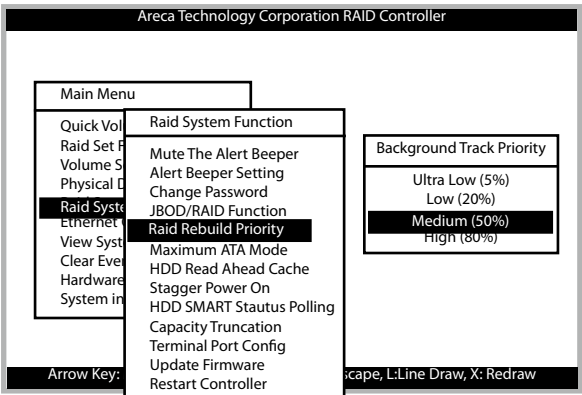 Areca Technology Corporation RAID Controller
Main Menu
Quick Vol
Raid Set F
Volume S
Physical D
Raid Syste
Ethernet
View Syst
Clear Ever
Hardware
System in
Raid System Function
Mute The Alert Beeper
Alert Beeper Setting
Change Password
JBOD/RAID Function
Raid Rebuild Priority
Maximum ATA Mode
HDD Read Ahead Cache
Stagger Power On
HDD SMART Stautus Polling
Capacity Truncation
Terminal Port Config
Update Firmware
Restart Controller
Background Track Priority
Ultra Low (5%)
Low (20%)
Medium (50%)
High (80%)
Arrow Key: scape, L:Line Draw, X: Redraw